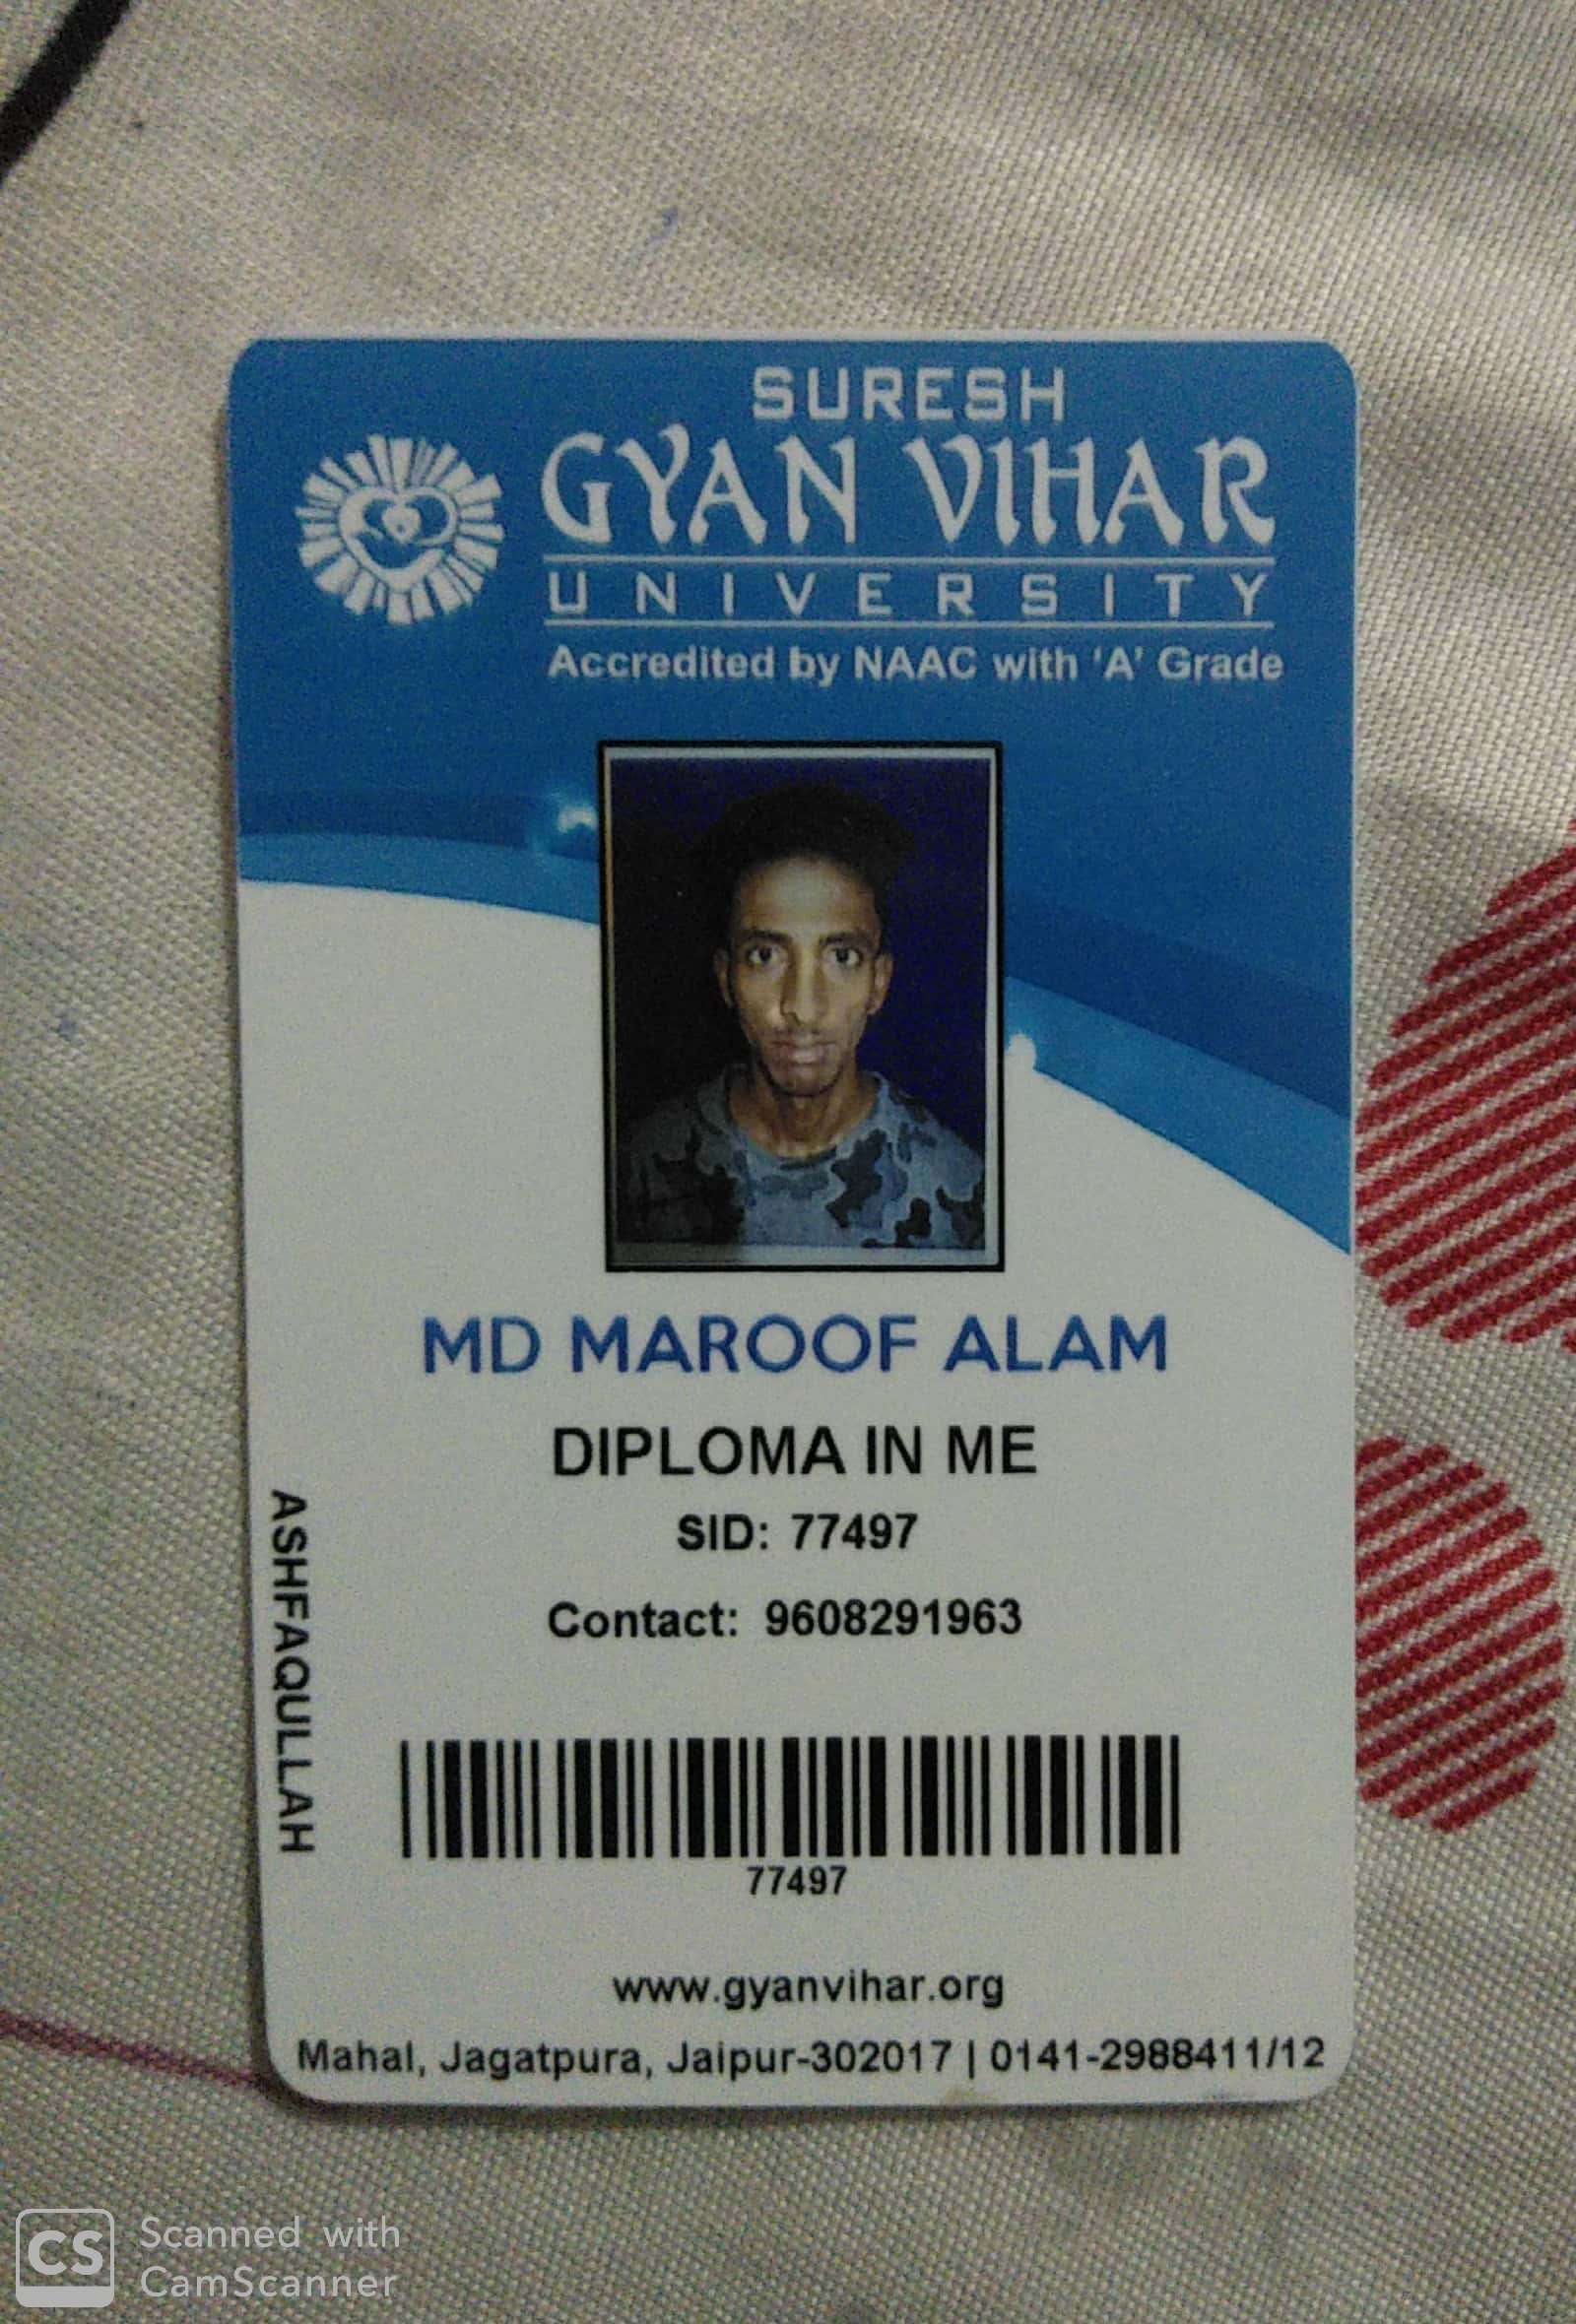 SURESH
GYAN VIHAR
UNIVERSITY
Accredited by NAAC with 'A' Grade
MD MAROOF ALAM
DIPLOMA IN ME
SID: 77497
Contact: 9608291963
ASHFAQULLAH
77497
www.gyanvihar.org
Mahal, Jagatpura, Jaipur-302017 | 0141-2988411/12
CS
Scanned with
CamScanner